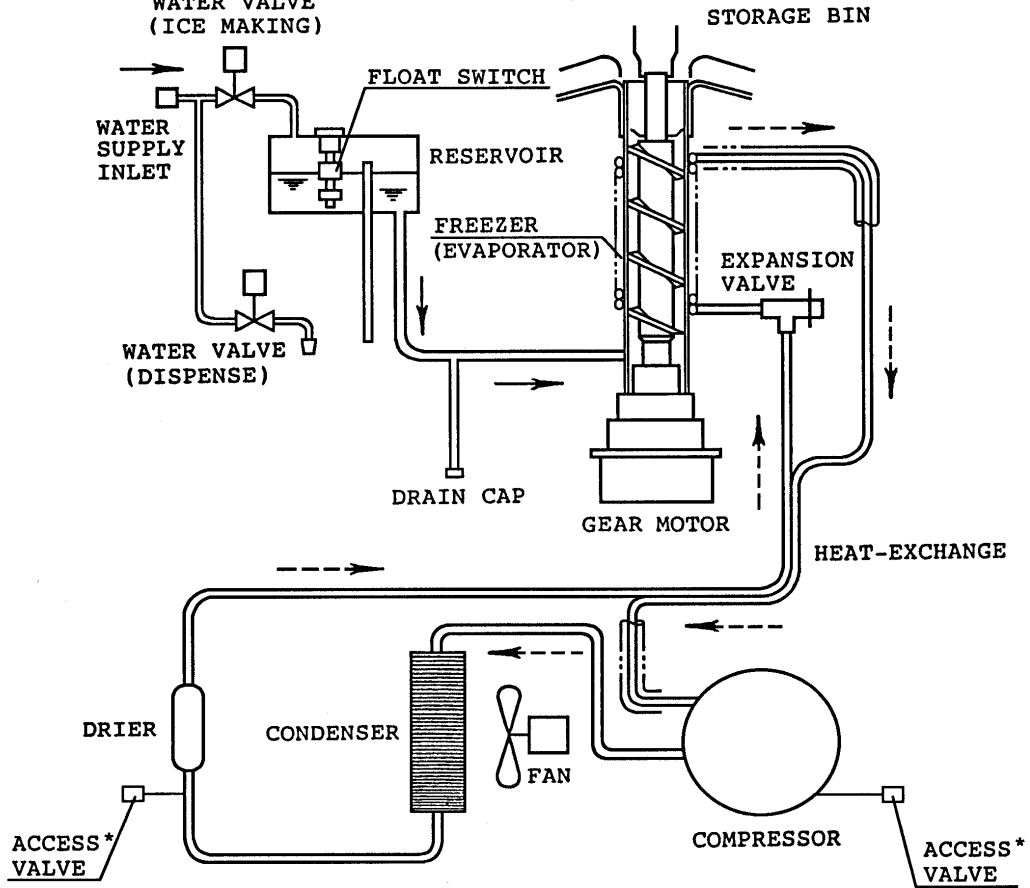 WATER VALVE
(ICE MAKING)
STORAGE BIN
FLOAT SWITCH
WATER
SUPPLY
INLET
RESERVOIR
FREEZER
(EVAPORATOR)
EXPANSION
VALVE
WATER VALVE
(DISPENSE)
DRAIN CAP
GEAR MOTOR
HEAT-EXCHANGE
DRIER
CONDENSER
FAN
COMPRESSOR
ACCESS*
VALVE
ACCESS*
VALVE